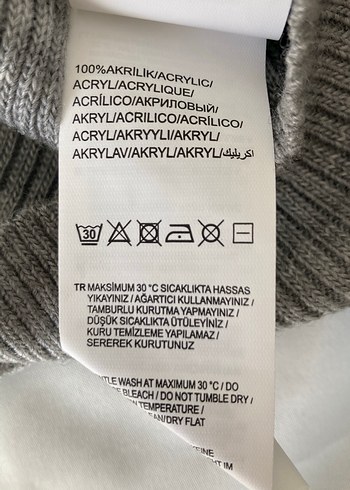 100%AKRİLİK/ACRYLIC/
ACRYL/ACRYLIQUE/
ACRÍLICO/АКРИЛОВЫЙ/
AKRYL/ACRILICO/ACRÍLICO/
ACRYL/AKRYYLI/AKRYL/
AKRYLAV/AKRYL/AKRYL/اكريليك
30
TR MAKSİMUM 30 °C SICAKLIKTA HASSAS
YIKAYINIZ / AĞARTICI KULLANMAYINIZ /
TAMBURLU KURUTMA YAPMAYINIZ /
DÜŞÜK SICAKLIKTA ÜTÜLEYİNİZ /
KURU TEMİZLEME YAPILAMAZ /
SEREREK KURUTUNUZ
WASH AT MAXIMUM 30 °C / DO
BLEACH / DO NOT TUMBLE DRY /
TEMPERATURE /
DRY FLAT
IM